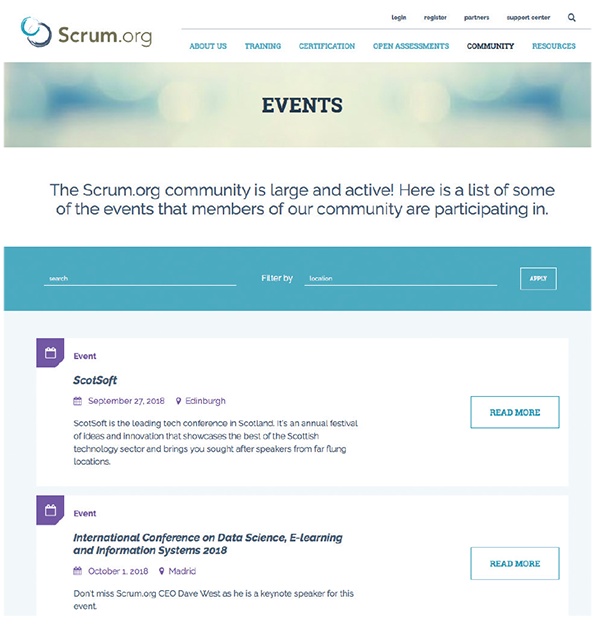 login register partners support center
Scrum.org
ABOUT US TRAINING CERTIFICATION OPEN ASSESSMENTS COMMUNITY RESOURCES
EVENTS
The Scrum.org community is large and active! Here is a list of some
of the events that members of our community are participating in.
search Filter by location APPLY
Event
ScotSoft
September 27, 2018 Edinburgh
READ MORE
ScotSoft is the leading tech conference in Scotland. It's an annual festival
of ideas and innovation that showcases the best of the Scottish
technology sector and brings you sought after speakers from far flung
locations.
Event
International Conference on Data Science, E-learning
and Information Systems 2018
READ MORE
October 1, 2018 Madrid
Don't miss Scrum.org CEO Dave West as he is a keynote speaker for this
event.